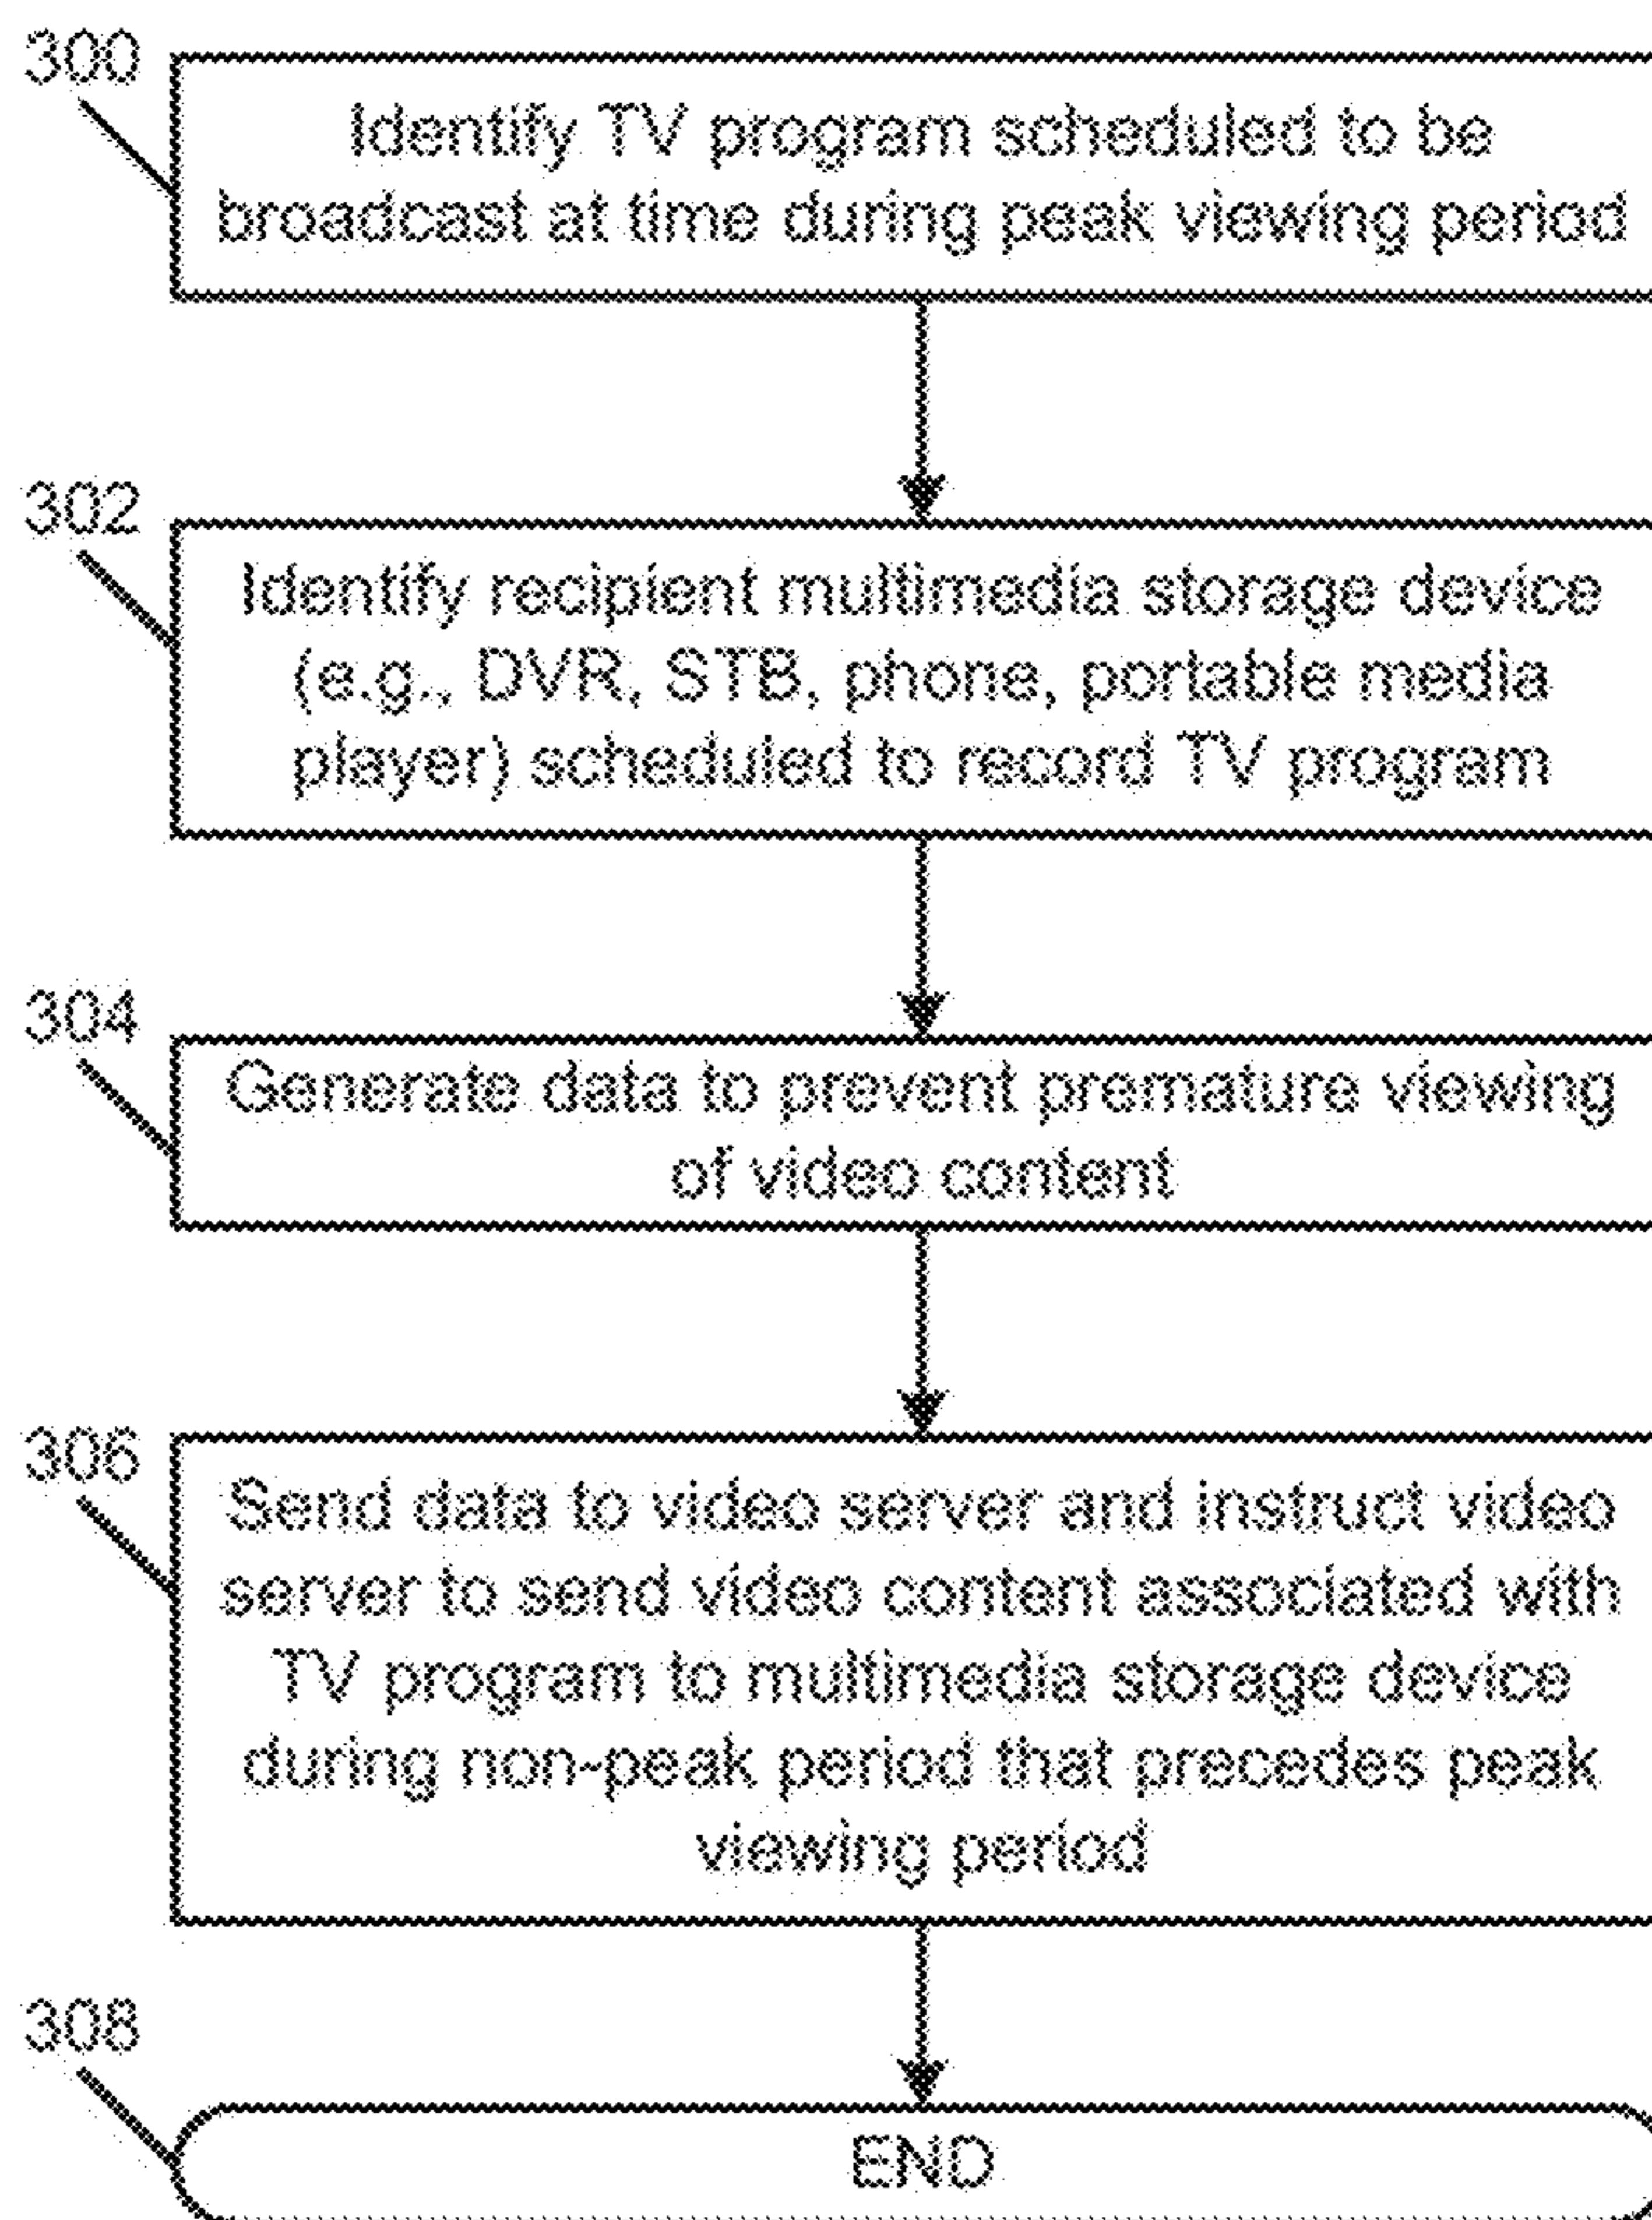 300
Identify TV program scheduled to be
broadcast at time during peak viewing period
302
Identify recipient multimedia storage device
(e.g., DVR, STB, phone, portable media
player) scheduled to record TV program
304
Generate data to prevent premature viewing
of video content
306
Send data to video server and instruct video
server to send video content associated with
TV program to multimedia storage device
during non-peak period that precedes peak
viewing period
308
END